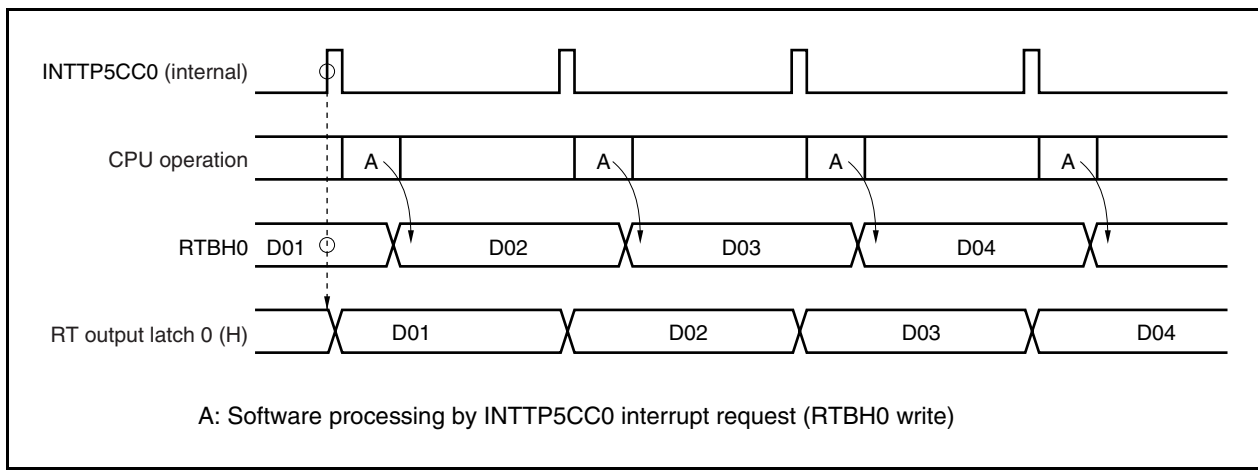 INTTP5CC0 (internal)
CPU operation
A A A A
RTBH0 D01 D02 D03 D04
RT output latch 0 (H) D01 D02 D03 D04
A: Software processing by INTTP5CC0 interrupt request (RTBH0 write)